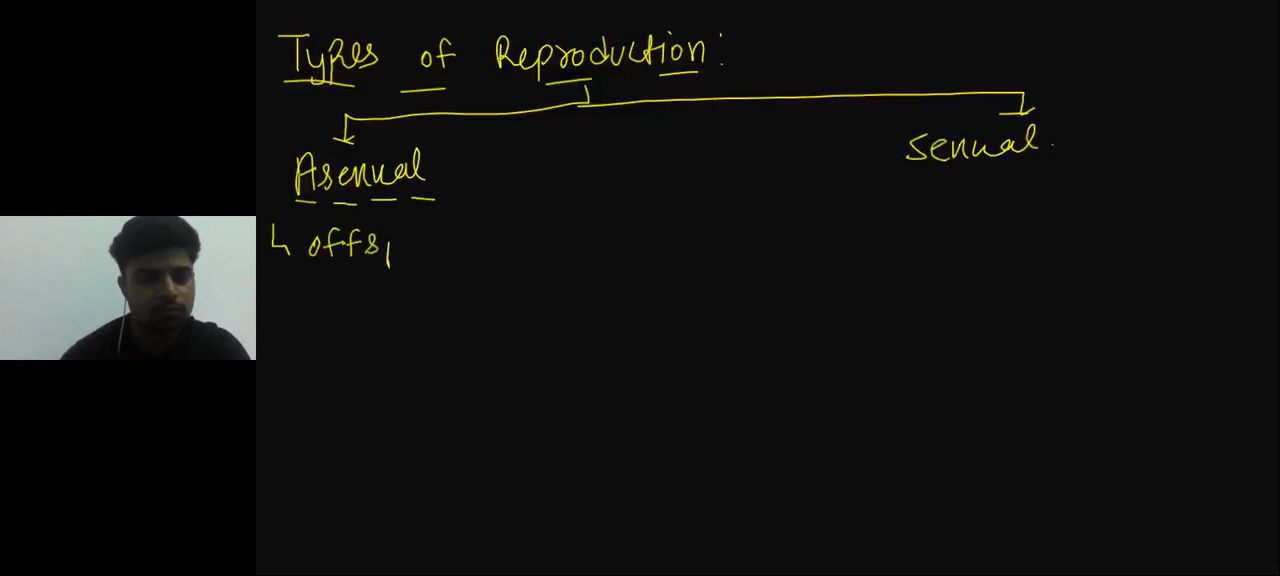 Types of Reproduction:
Asexual
sexual.
↳ offs